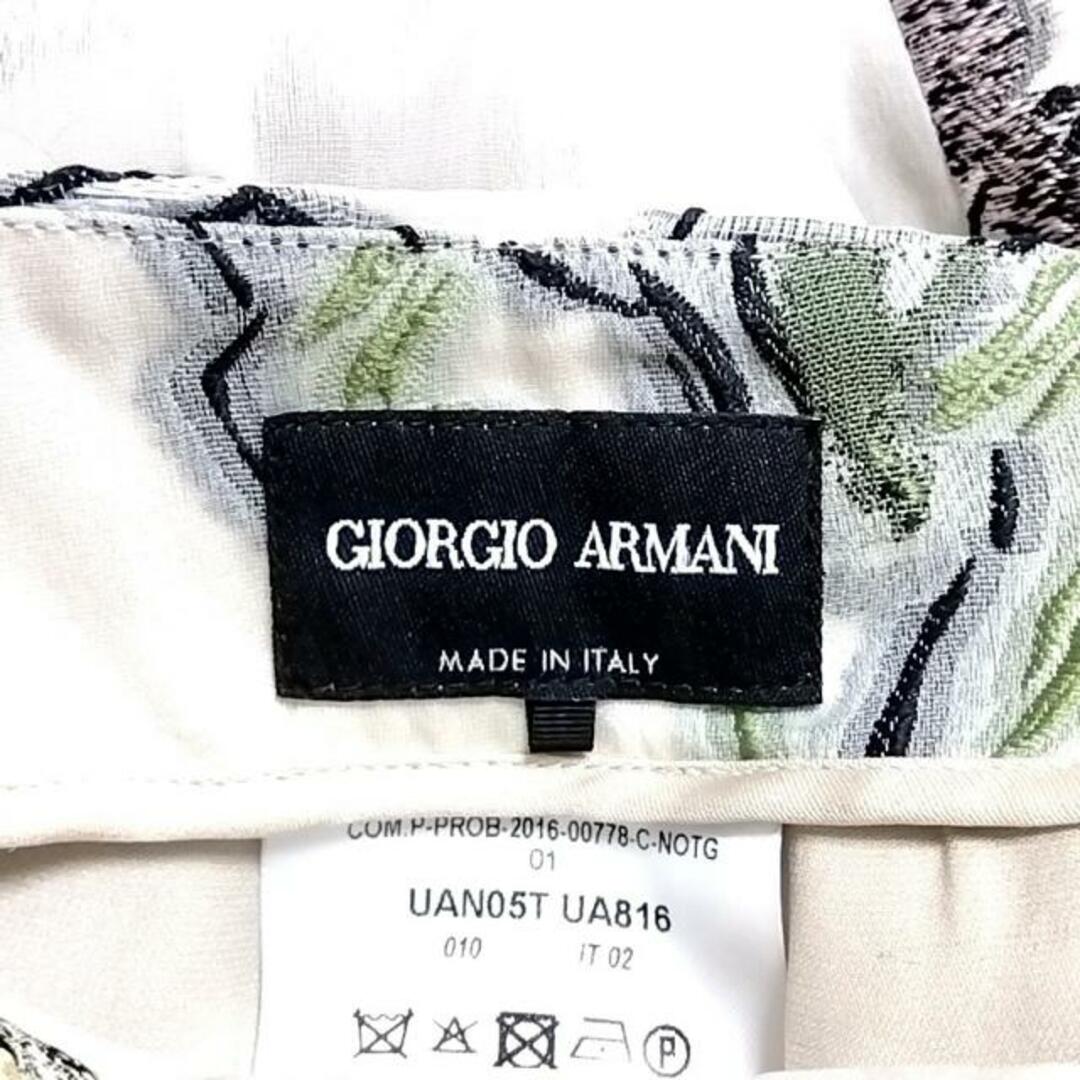 GIORGIO ARMANI
MADE IN ITALY
COM.P-PROB-2016-00778-C-NOTG
01
UAN05T UA816
010 IT 02
P